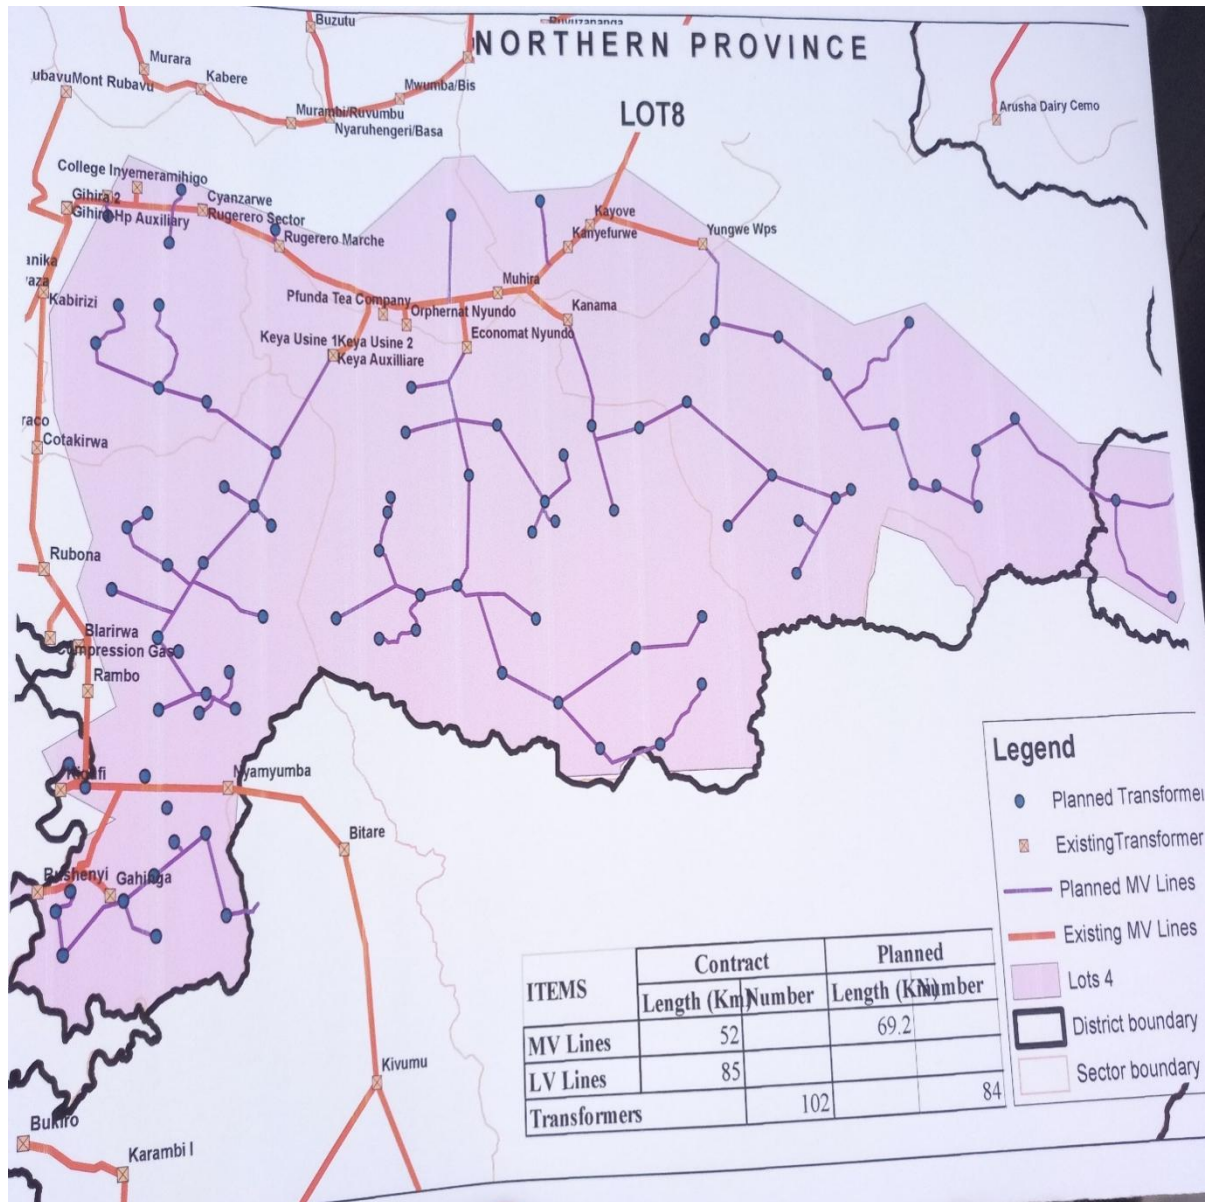 Buzutu
NORTHERN PROVINCE
Murara
ubavuMont Rubavu
Kabere
Mwumba/Bis
Murambi/Ruvumbu
Nyaruhengeri/Basa
LOT8
Arusha Dairy Cemo
College Inyemeramihigo
Gihira 2
Cyanzarwe
Gihira Hp Auxiliary
Rugerero Sector
Rugerero Marche
Kayove
Kanyefurwe
Yungwe Wps
anika
Kabirizi
Muhira
Pfunda Tea Company
Orphernat Nyundo
Kanama
Keya Usine 1 Keya Usine 2
Keya Auxilliare
Economat Nyundo
raco
Cotakirwa
Rubona
Blarirwa
Compression Gas
Rambo
Nyamyumba
Bitare
Bushenyi
Gahinga
Kivumu
Bukiro
Karambi I
Legend
Planned Transformer
ExistingTransformer
Planned MV Lines
Existing MV Lines
Lots 4
District boundary
Sector boundary
ITEMS Contract Planned
Length (Km) Number Length (Km) Number
MV Lines 52 69.2
LV Lines 85
Transformers 102 84